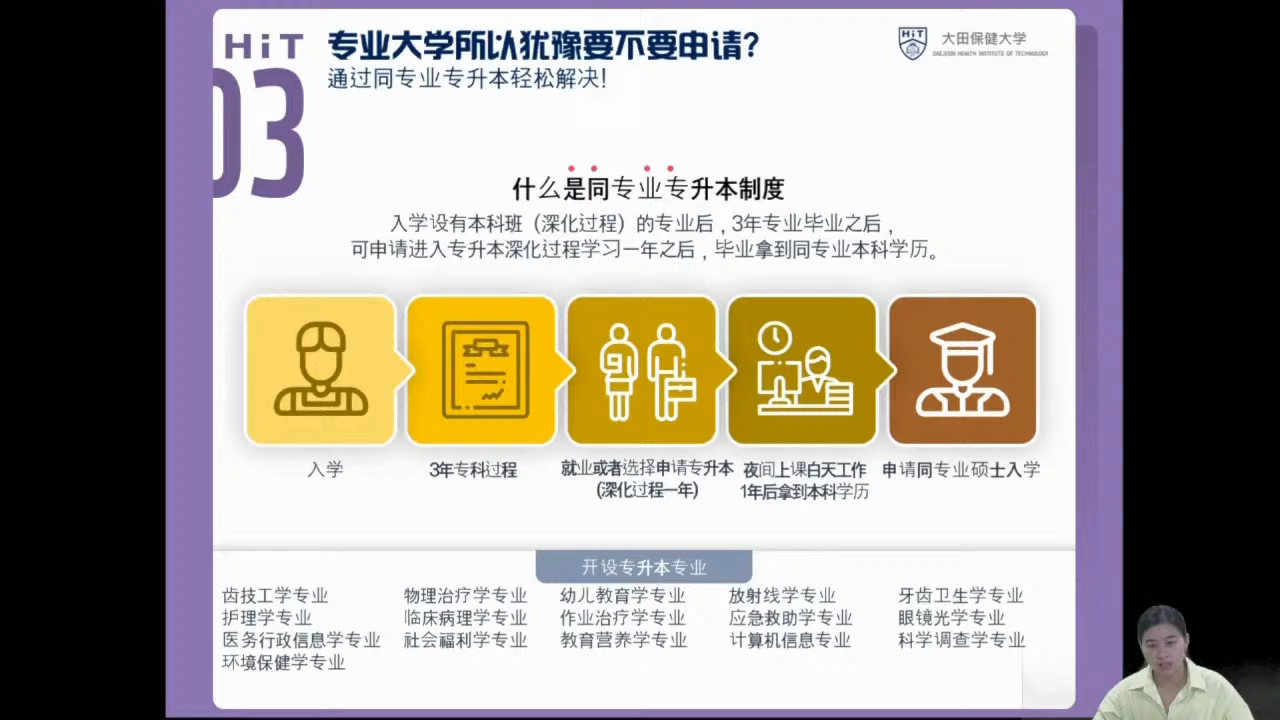 HiT
03
专业大学所以犹豫要不要申请?
通过同专业专升本轻松解决!
HiT
大田保健大学
DAEJEON HEALTH INSTITUTE OF TECHNOLOGY
什么是同专业专升本制度
入学设有本科班（深化过程）的专业后，3年专业毕业之后，
可申请进入专升本深化过程学习一年之后，毕业拿到同专业本科学历。
入学
3年专科过程
就业或者选择申请专升本
(深化过程一年)
夜间上课白天工作
1年后拿到本科学历
申请同专业硕士入学
开设专升本专业
齿技工学专业 物理治疗学专业 幼儿教育学专业 放射线学专业 牙齿卫生学专业
护理学专业 临床病理学专业 作业治疗学专业 应急救助学专业 眼镜光学专业
医务行政信息学专业 社会福利学专业 教育营养学专业 计算机信息专业 科学调查学专业
环境保健学专业